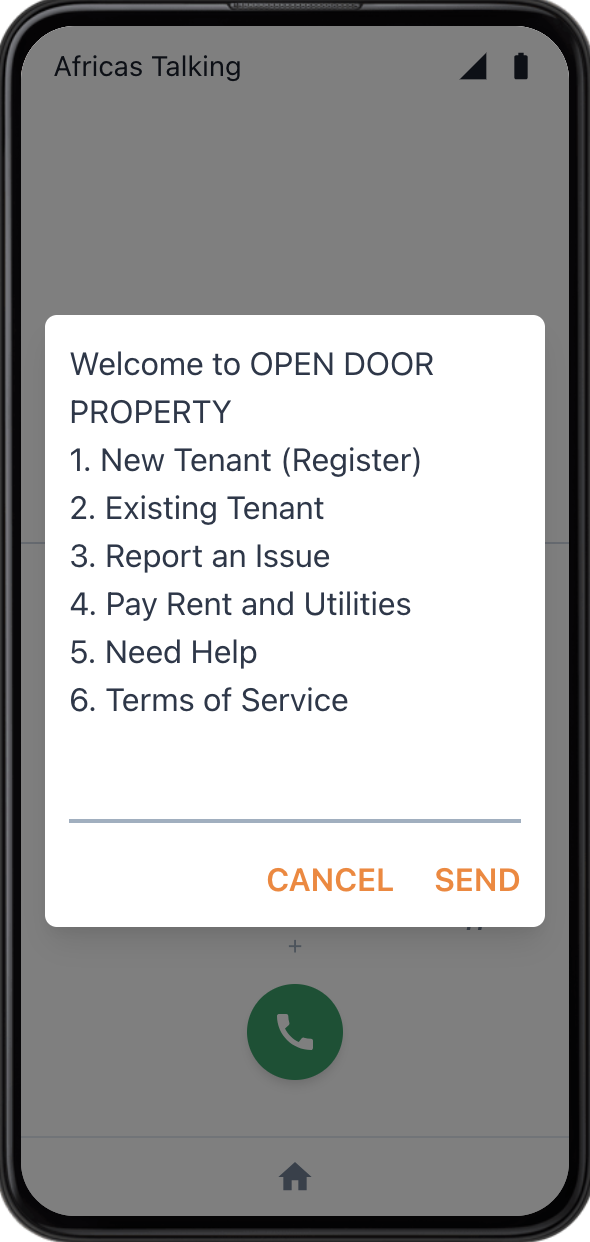 Africas Talking
Welcome to OPEN DOOR
PROPERTY
1. New Tenant (Register)
2. Existing Tenant
3. Report an Issue
4. Pay Rent and Utilities
5. Need Help
6. Terms of Service
CANCEL SEND
+